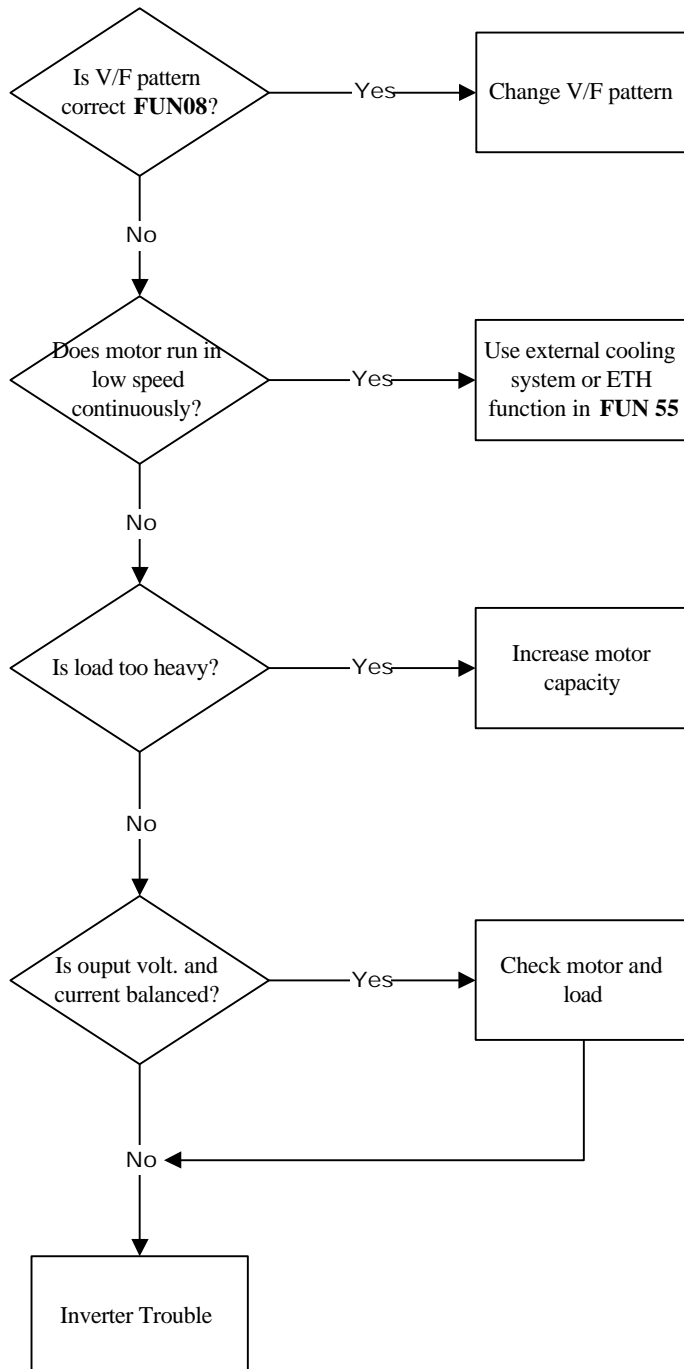 Is V/F pattern
correct FUN08?
Yes
Change V/F pattern
No
Does motor run in
low speed
continuously?
Yes
Use external cooling
system or ETH
function in FUN 55
No
Is load too heavy?
Yes
Increase motor
capacity
No
Is ouput volt. and
current balanced?
Yes
Check motor and
load
No
Inverter Trouble